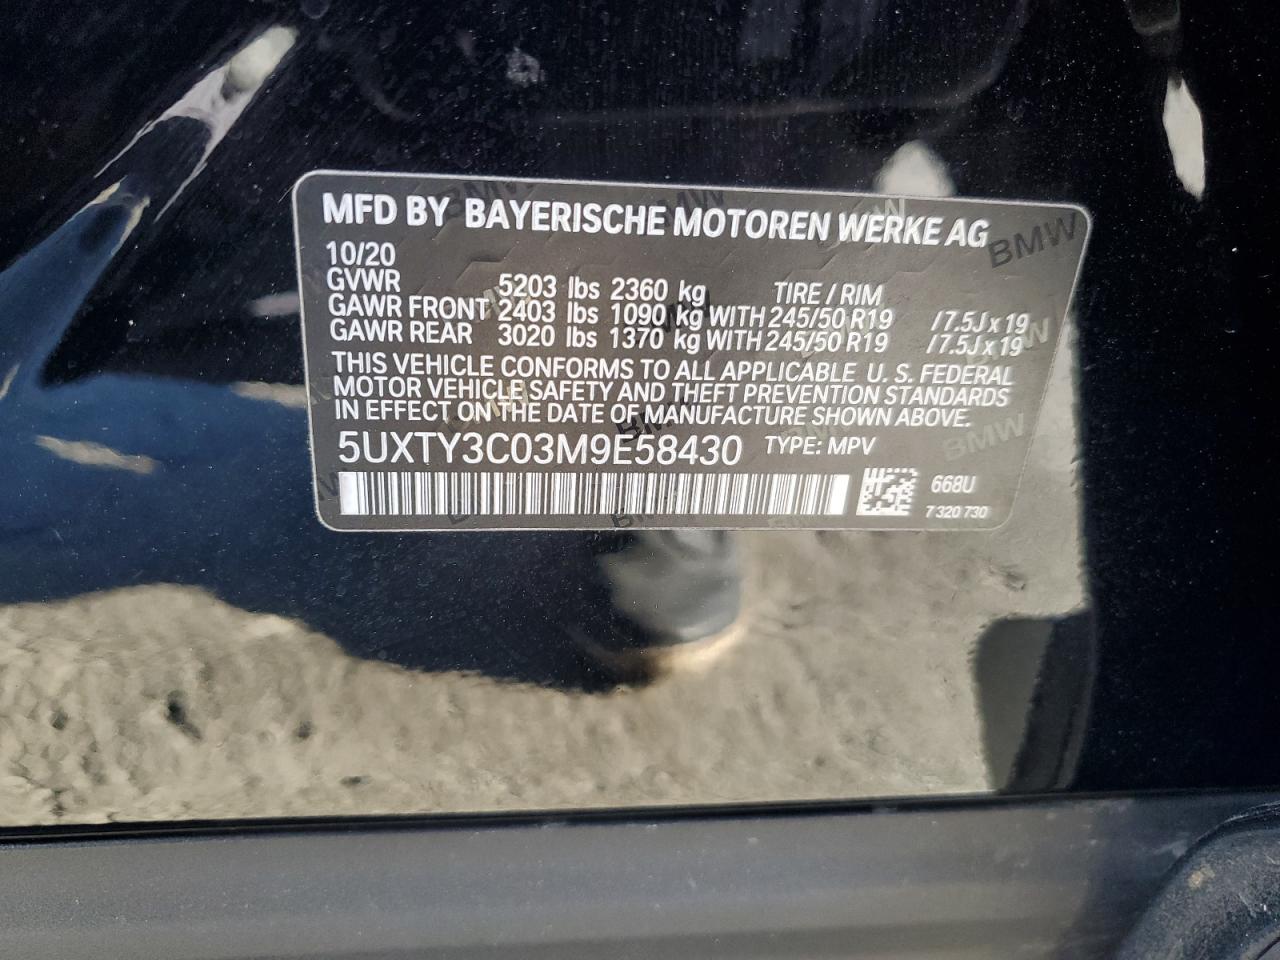 MFD BY BAYERISCHE MOTOREN WERKE AG
10/20
GVWR 5203 lbs 2360 kg TIRE / RIM
GAWR FRONT 2403 lbs 1090 kg WITH 245/50 R19 /7.5J x 19
GAWR REAR 3020 lbs 1370 kg WITH 245/50 R19 /7.5J x 19
THIS VEHICLE CONFORMS TO ALL APPLICABLE U. S. FEDERAL
MOTOR VEHICLE SAFETY AND THEFT PREVENTION STANDARDS
IN EFFECT ON THE DATE OF MANUFACTURE SHOWN ABOVE.
5UXTY3C03M9E58430 TYPE: MPV
668U
7 320 730
BMW